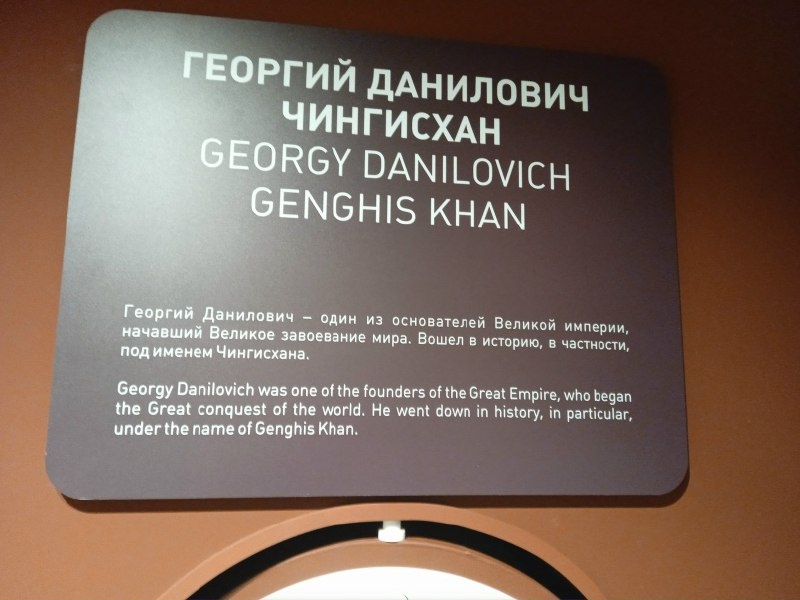 ГЕОРГИЙ ДАНИЛОВИЧ
ЧИНГИСХАН
GEORGY DANILOVICH
GENGHIS KHAN
Георгий Данилович – один из основателей Великой империи,
начавший Великое завоевание мира. Вошел в историю, в частности,
под именем Чингисхана.
Georgy Danilovich was one of the founders of the Great Empire, who began
the Great conquest of the world. He went down in history, in particular,
under the name of Genghis Khan.